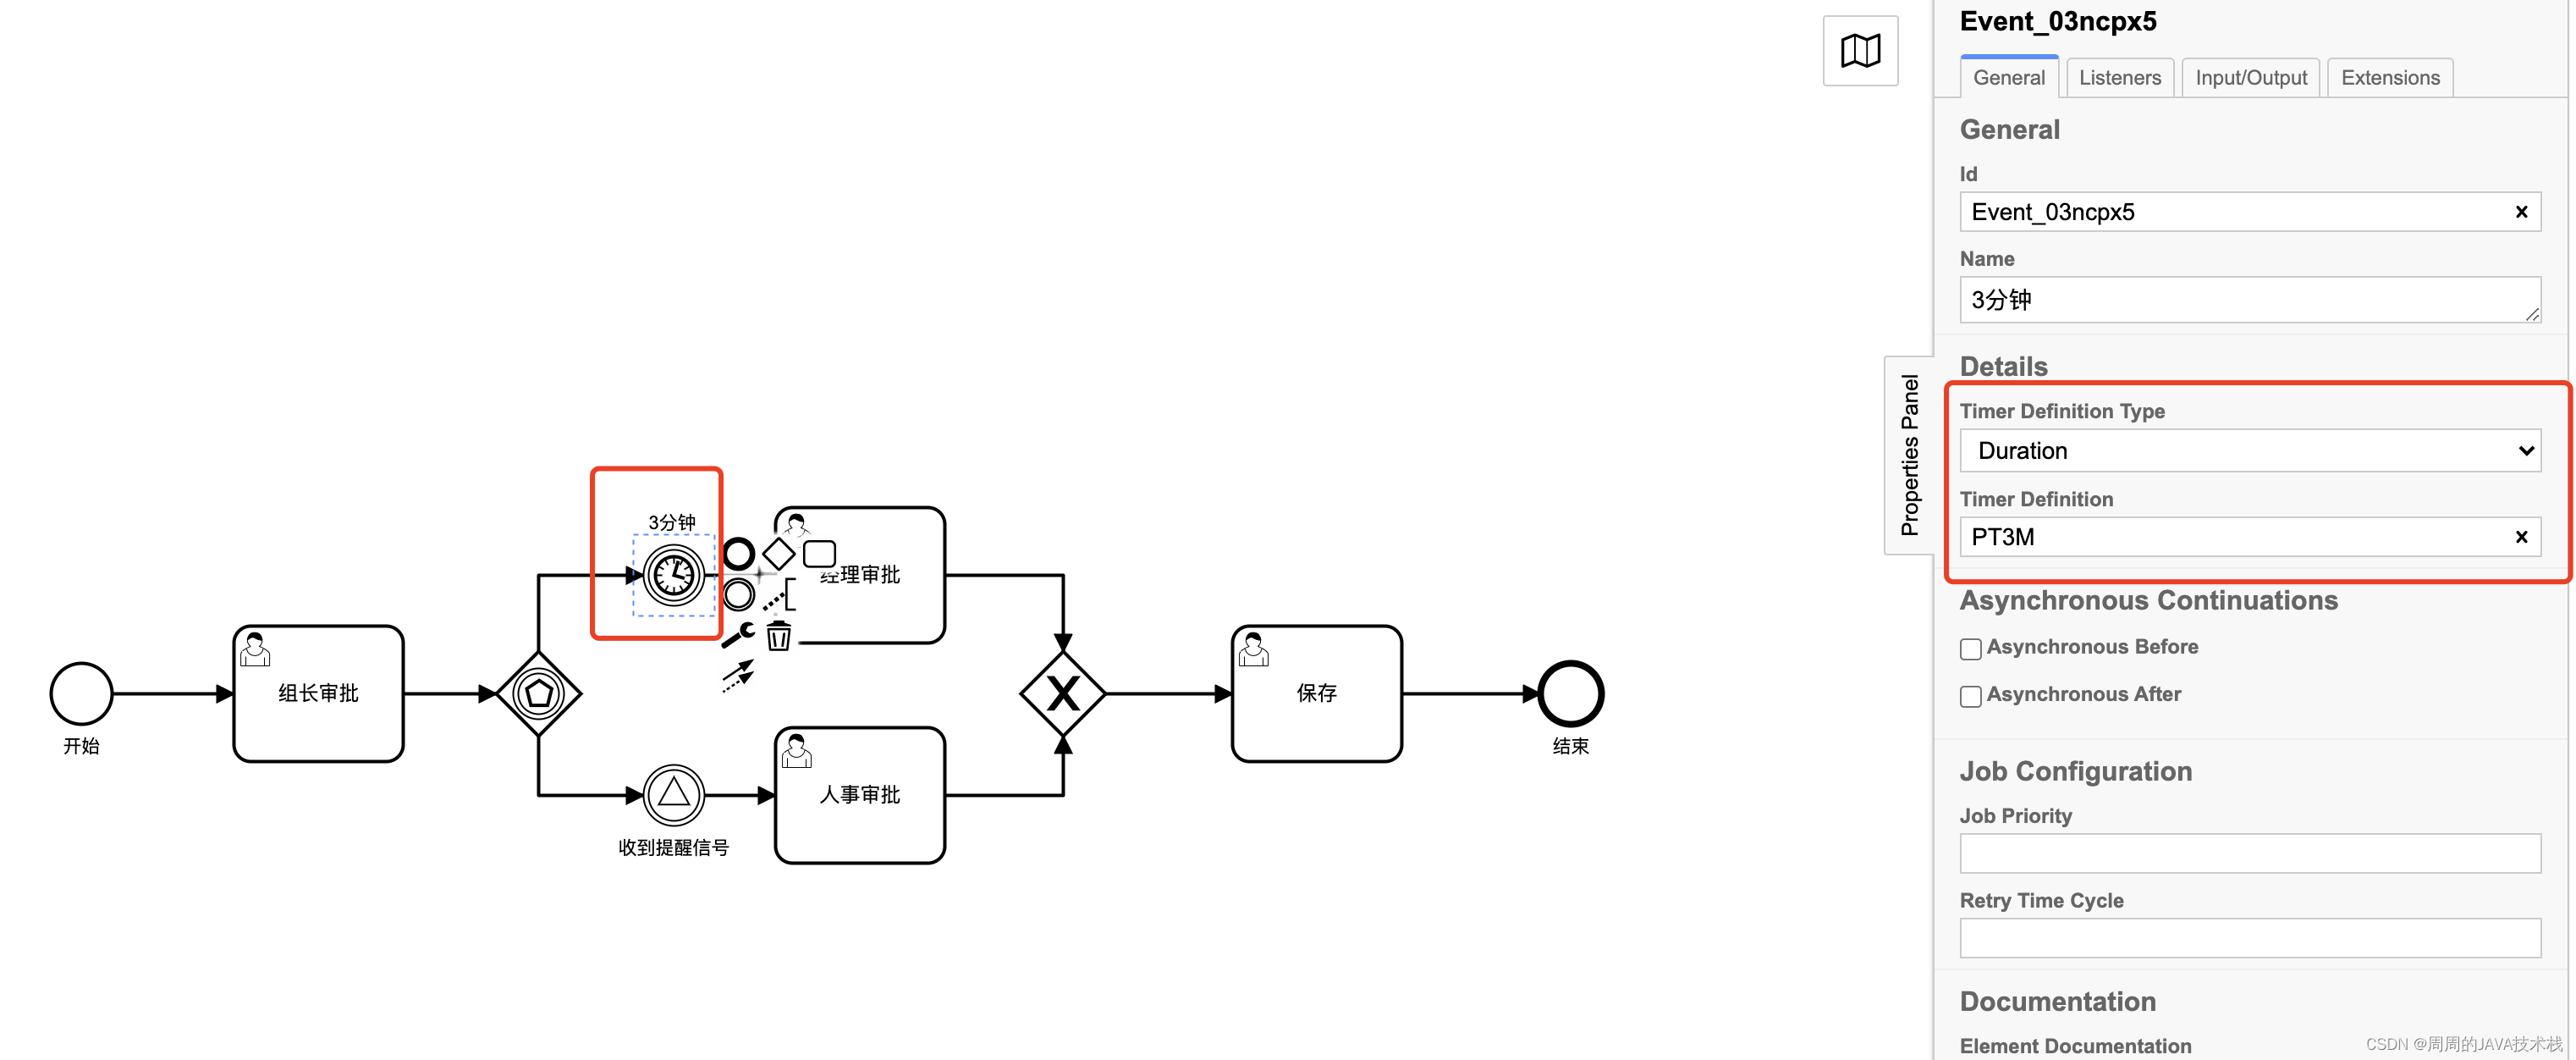 Event_03ncpx5
General
Listeners
Input/Output
Extensions
General
Id
Event_03ncpx5
Name
3分钟
Details
Timer Definition Type
Duration
Timer Definition
PT3M
Asynchronous Continuations
Asynchronous Before
Asynchronous After
Job Configuration
Job Priority
Retry Time Cycle
Documentation
Element Documentation
Properties Panel
3分钟
经理审批
开始
组长审批
收到提醒信号
人事审批
保存
结束
CSDN @周周的JAVA技术栈